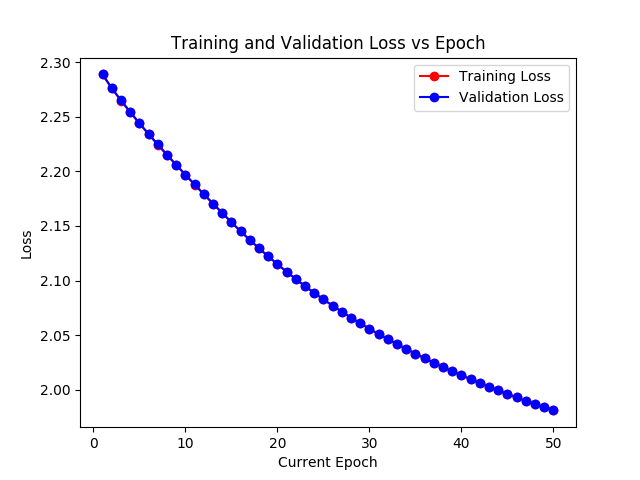 Training and Validation Loss vs Epoch
Training Loss
Validation Loss
2.30
2.25
2.20
2.15
2.10
2.05
2.00
Loss
0 10 20 30 40 50
Current Epoch